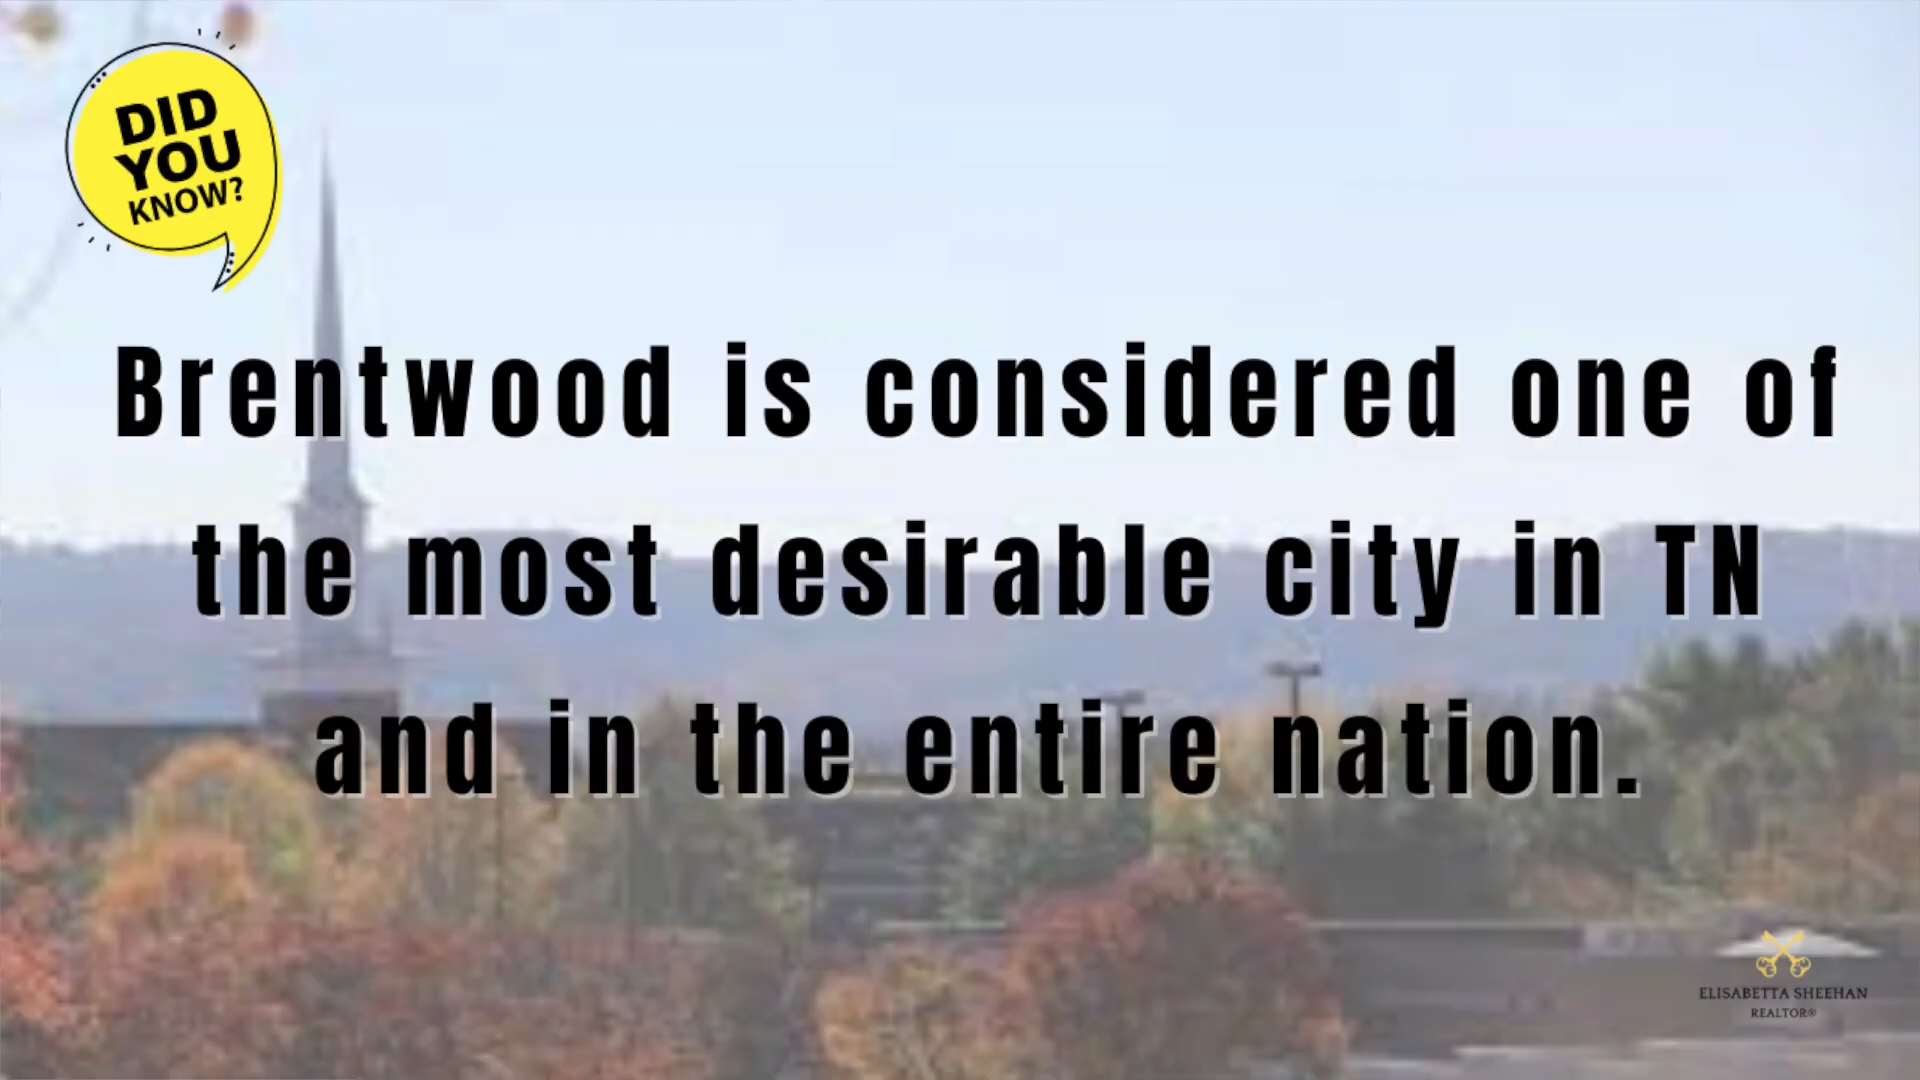 DID
YOU
KNOW?
Brentwood is considered one of
the most desirable city in TN
and in the entire nation.
ELISABETTA SHEEHAN
REALTOR®